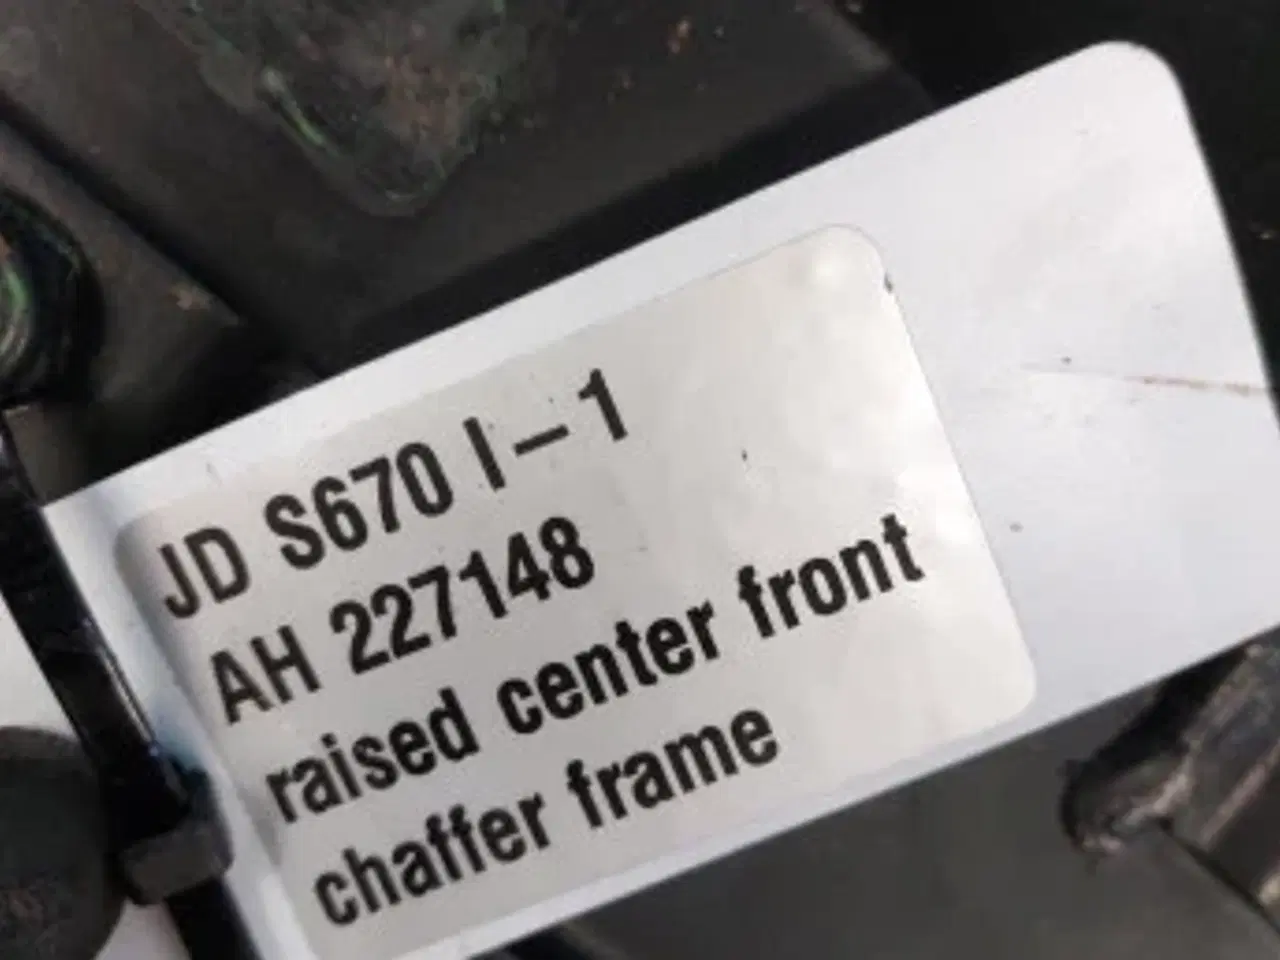 JD S670 I–1
AH 227148
raised center front
chaffer frame